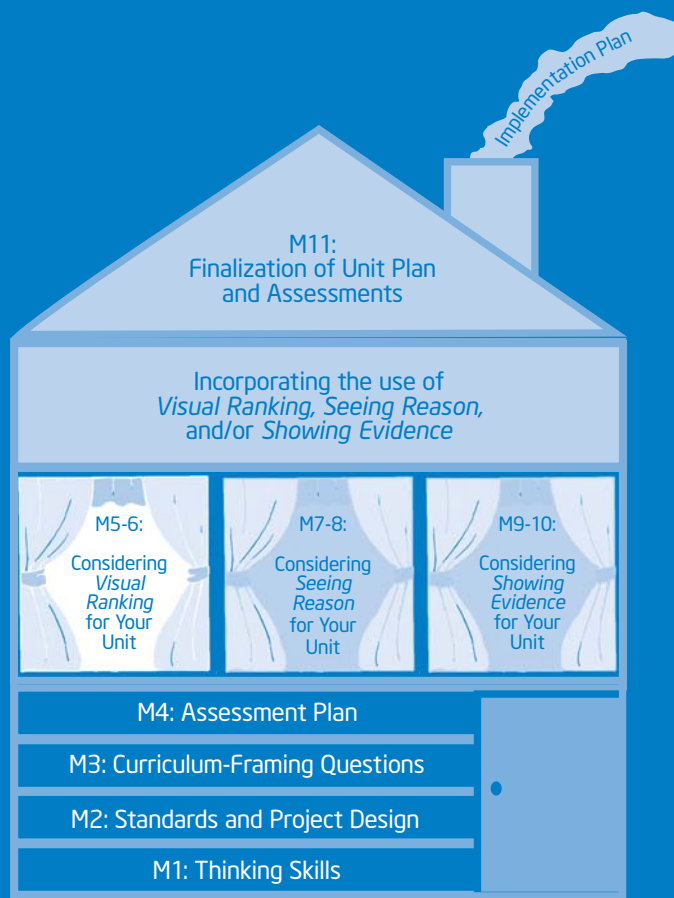 Implementation Plan
M11:
Finalization of Unit Plan
and Assessments
Incorporating the use of
Visual Ranking, Seeing Reason,
and/or Showing Evidence
M5-6:
Considering
Visual
Ranking
for Your
Unit
M7-8:
Considering
Seeing
Reason
for Your
Unit
M9-10:
Considering
Showing
Evidence
for Your
Unit
M4: Assessment Plan
M3: Curriculum-Framing Questions
M2: Standards and Project Design
M1: Thinking Skills